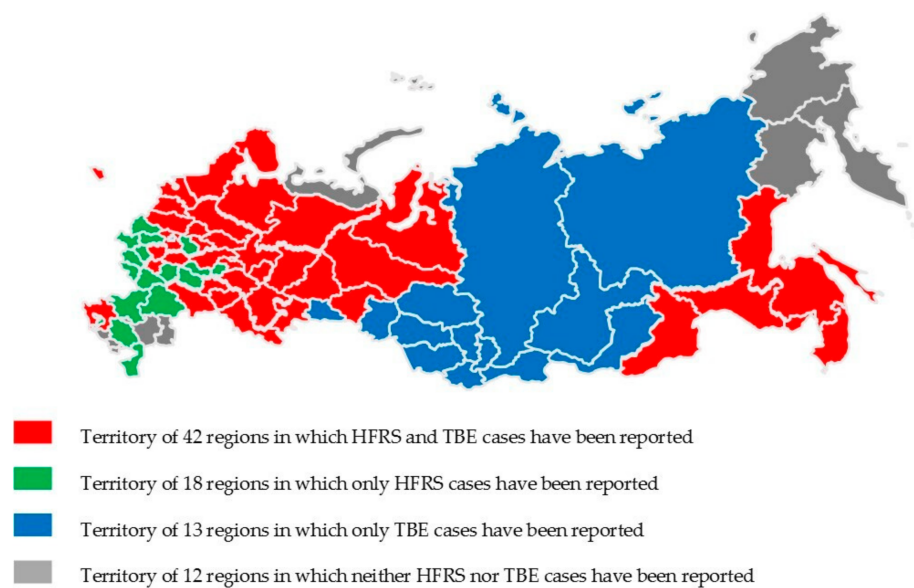 Territory of 42 regions in which HFRS and TBE cases have been reported
Territory of 18 regions in which only HFRS cases have been reported
Territory of 13 regions in which only TBE cases have been reported
Territory of 12 regions in which neither HFRS nor TBE cases have been reported